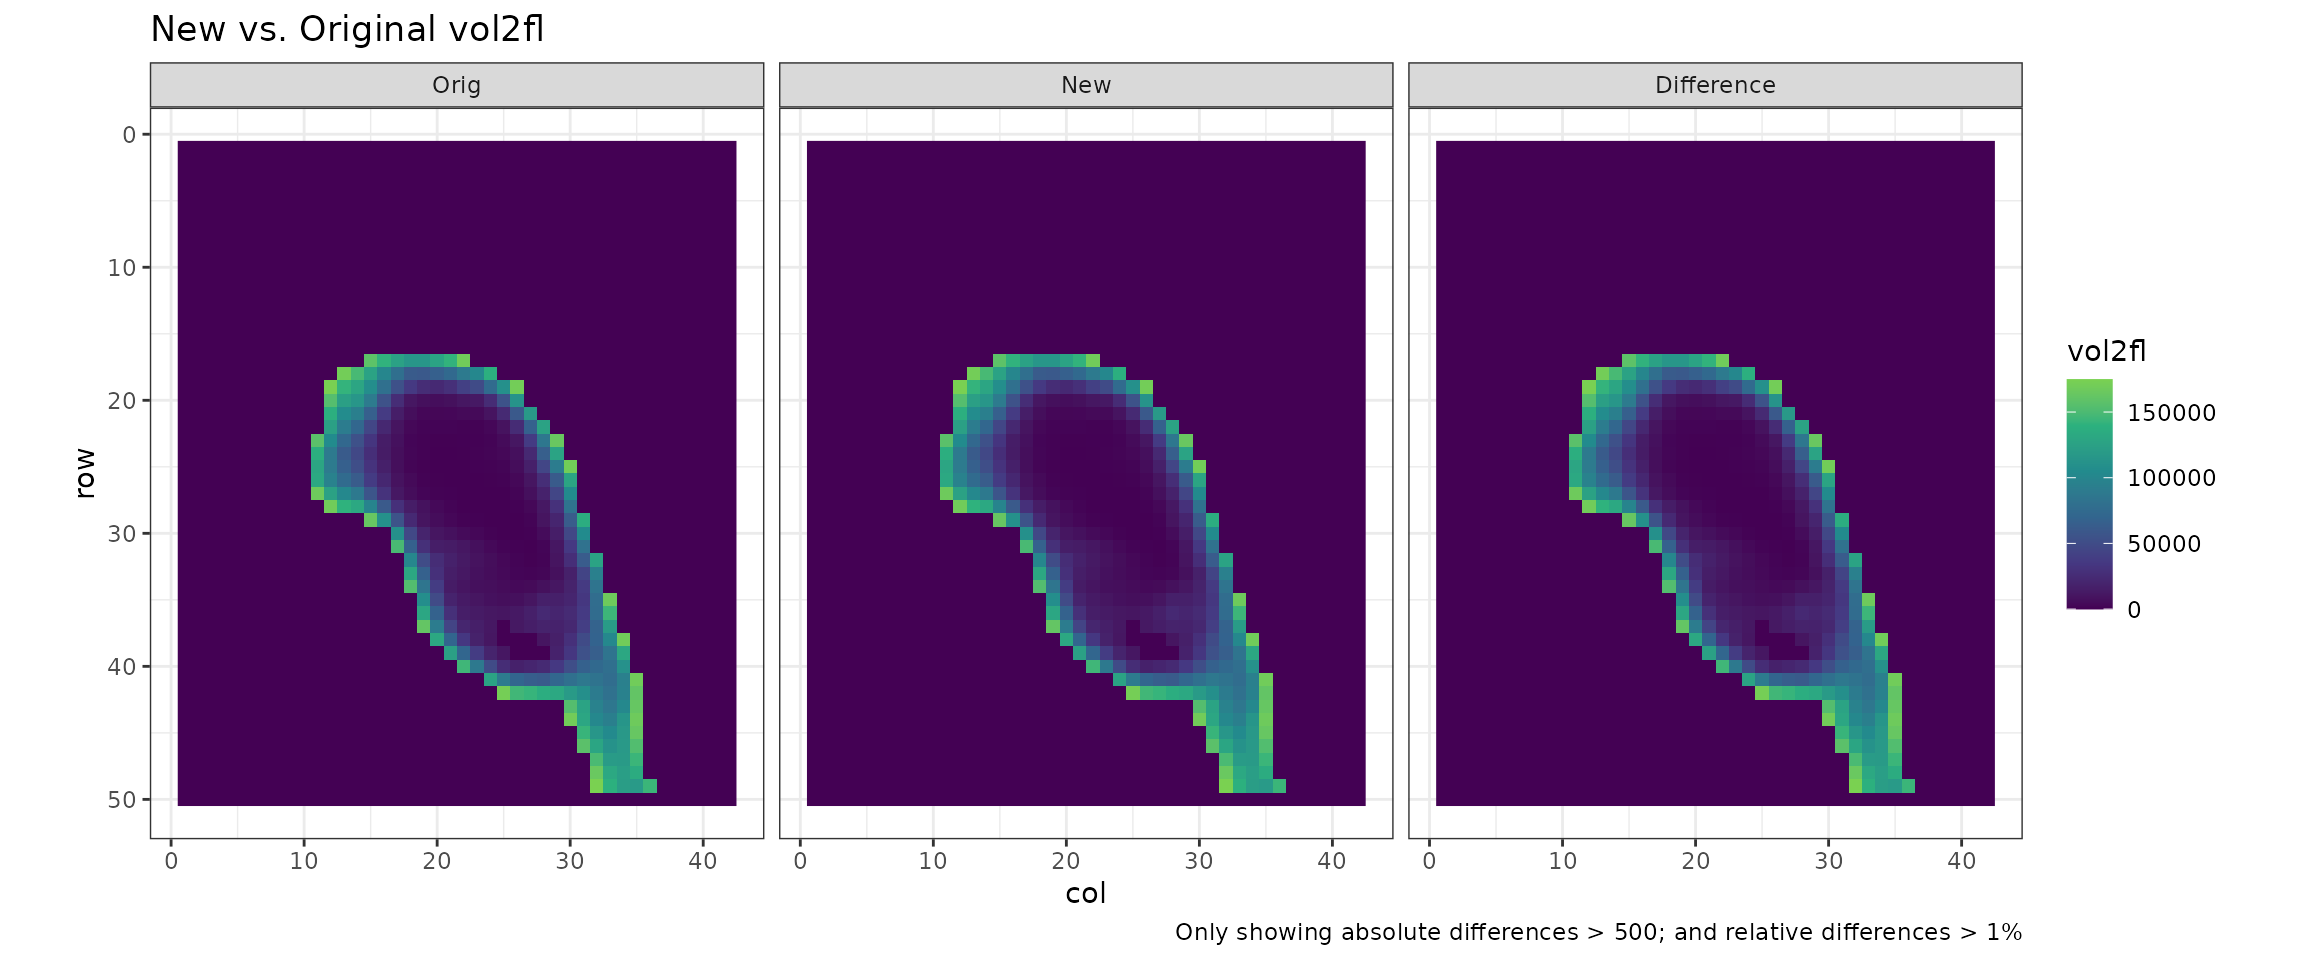 New vs. Original vol2fl
Orig New Difference
0
10
20
30
40
50
row
0 10 20 30 40 0 10 20 30 40 0 10 20 30 40
col
vol2fl
150000
100000
50000
0
Only showing absolute differences > 500; and relative differences > 1%